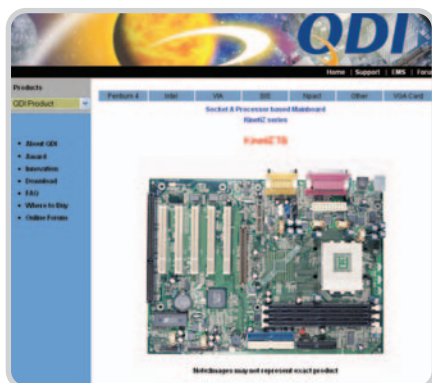 QDI
Home | Support | EMS | Foru
Products
QDI Product
Pentium 4 Intel VIA SIS Npact Other VGA Card
Socket A Processor based Mainboard
KinetiZ series
KinetiZ 7B
• About QDI
• Award
• Innovation
• Download
• FAQ
• Where to Buy
• Online Forum
Note:Images may not represent exact product